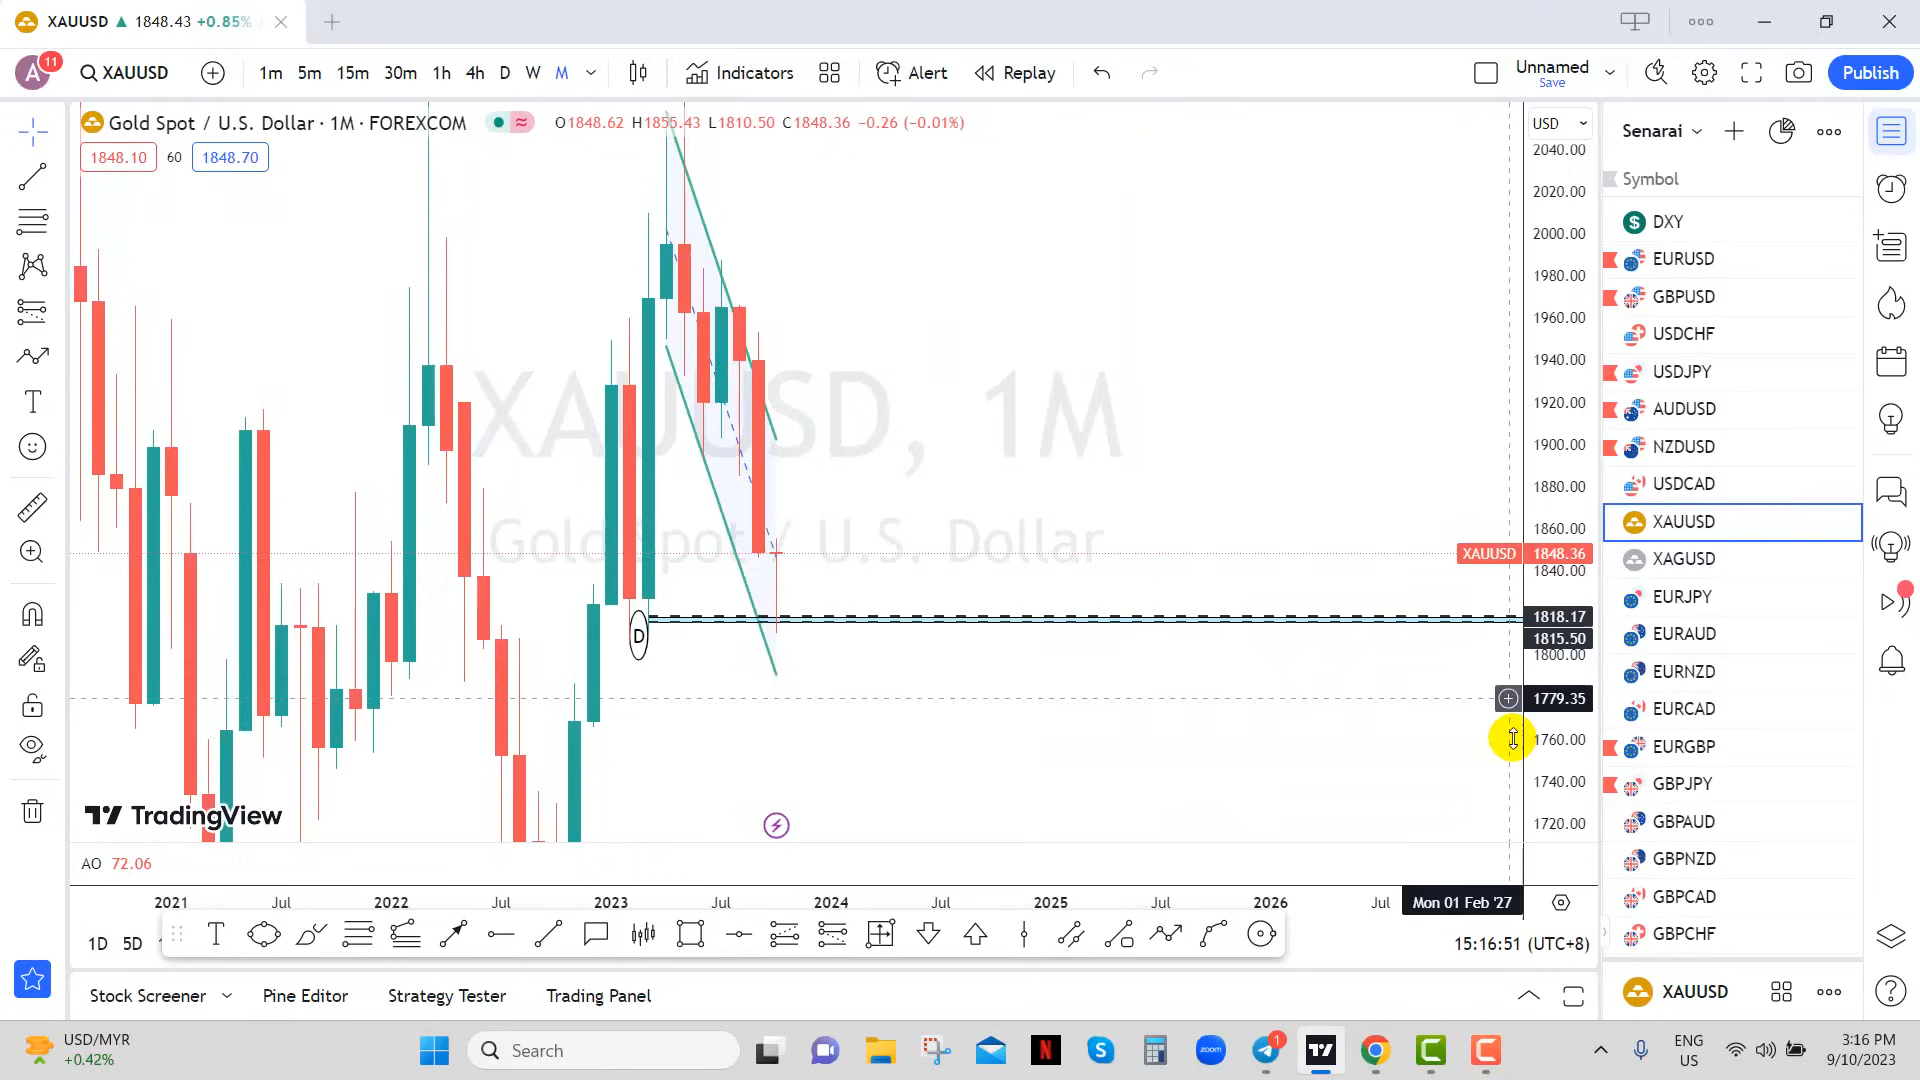 XAUUSD ▲ 1848.43 +0.85%
A 11 XAUUSD 1m 5m 15m 30m 1h 4h D W M Indicators Alert Replay Unnamed Save Publish
Gold Spot / U.S. Dollar · 1M · FOREXCOM O1848.62 H1855.43 L1810.50 C1848.36 −0.26 (−0.01%)
1848.10 60 1848.70
XAUUSD, 1M
Gold Spot / U.S. Dollar
D
TradingView
AO 72.06
USD
2040.00
2020.00
2000.00
1980.00
1960.00
1940.00
1920.00
1900.00
1880.00
1860.00
XAUUSD 1848.36
1840.00
1818.17
1815.50
1800.00
1779.35
1760.00
1740.00
1720.00
2021 Jul 2022 Jul 2023 Jul 2024 Jul 2025 Jul 2026 Jul Mon 01 Feb '27
1D 5D
T
15:16:51 (UTC+8)
Stock Screener Pine Editor Strategy Tester Trading Panel
Senarai
Symbol
DXY
EURUSD
GBPUSD
USDCHF
USDJPY
AUDUSD
NZDUSD
USDCAD
XAUUSD
XAGUSD
EURJPY
EURAUD
EURNZD
EURCAD
EURGBP
GBPJPY
GBPAUD
GBPNZD
GBPCAD
GBPCHF
XAUUSD
USD/MYR
+0.42%
Search
zoom
1
ENG
US
3:16 PM
9/10/2023